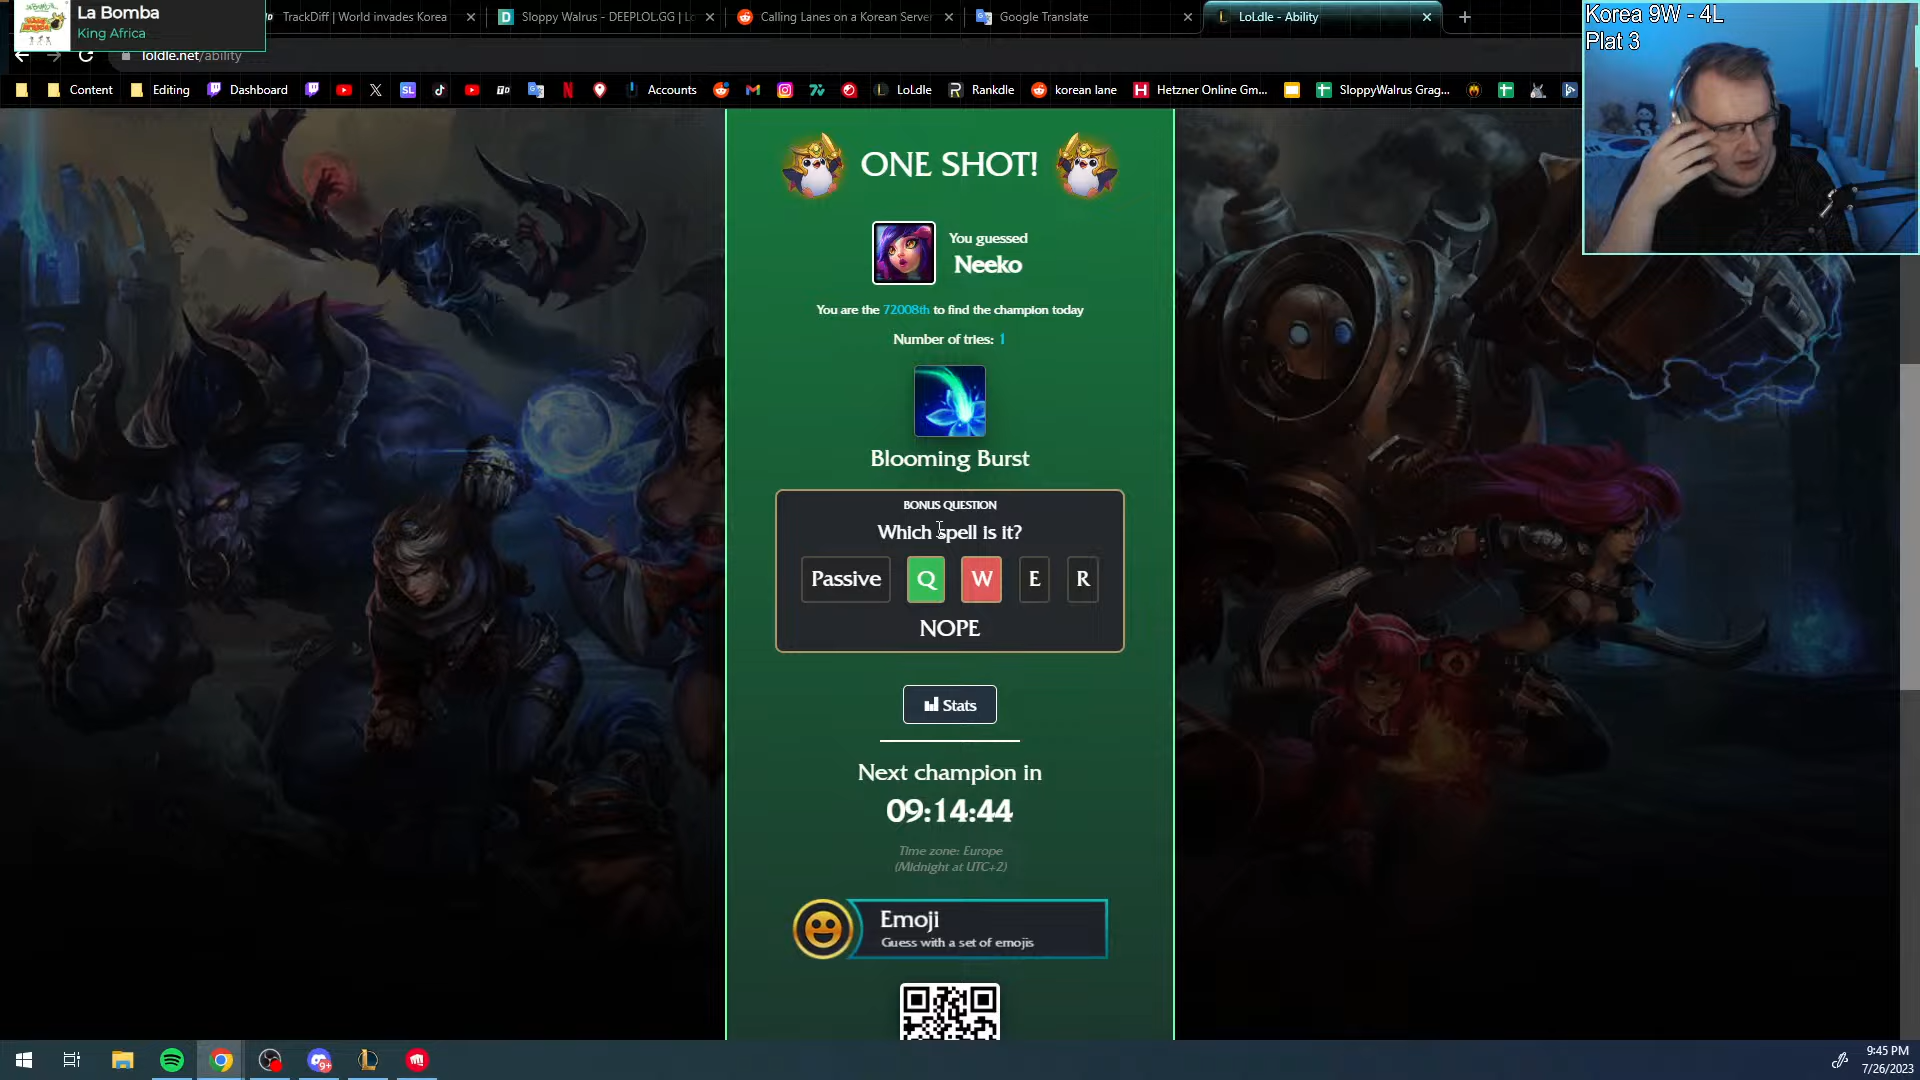 La Bomba
King Africa
TrackDiff | World invades Korea
Sloppy Walrus - DEEPLOL.GG | Lo
Calling Lanes on a Korean Server
Google Translate
LoLdle - Ability
loldle.net/ability
Content
Editing
Dashboard
Accounts
LoLdle
Rankdle
korean lane
Hetzner Online Gm...
SloppyWalrus Grag...
Korea 9W - 4L
Plat 3
ONE SHOT!
You guessed
Neeko
You are the 72008th to find the champion today
Number of tries: 1
Blooming Burst
BONUS QUESTION
Which spell is it?
Passive Q W E R
NOPE
Stats
Next champion in
09:14:44
Time zone: Europe
(Midnight at UTC+2)
Emoji
Guess with a set of emojis
9:45 PM
7/26/2023